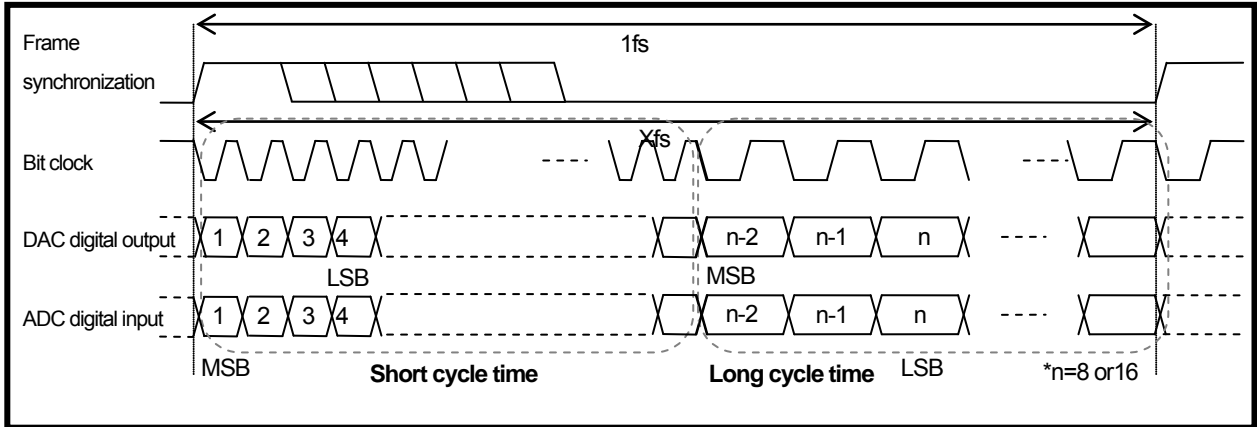 Frame
synchronization
1fs
Xfs
Bit clock
DAC digital output
1 2 3 4 n-2 n-1 n
LSB MSB
ADC digital input
1 2 3 4 n-2 n-1 n
MSB Short cycle time Long cycle time LSB *n=8 or16